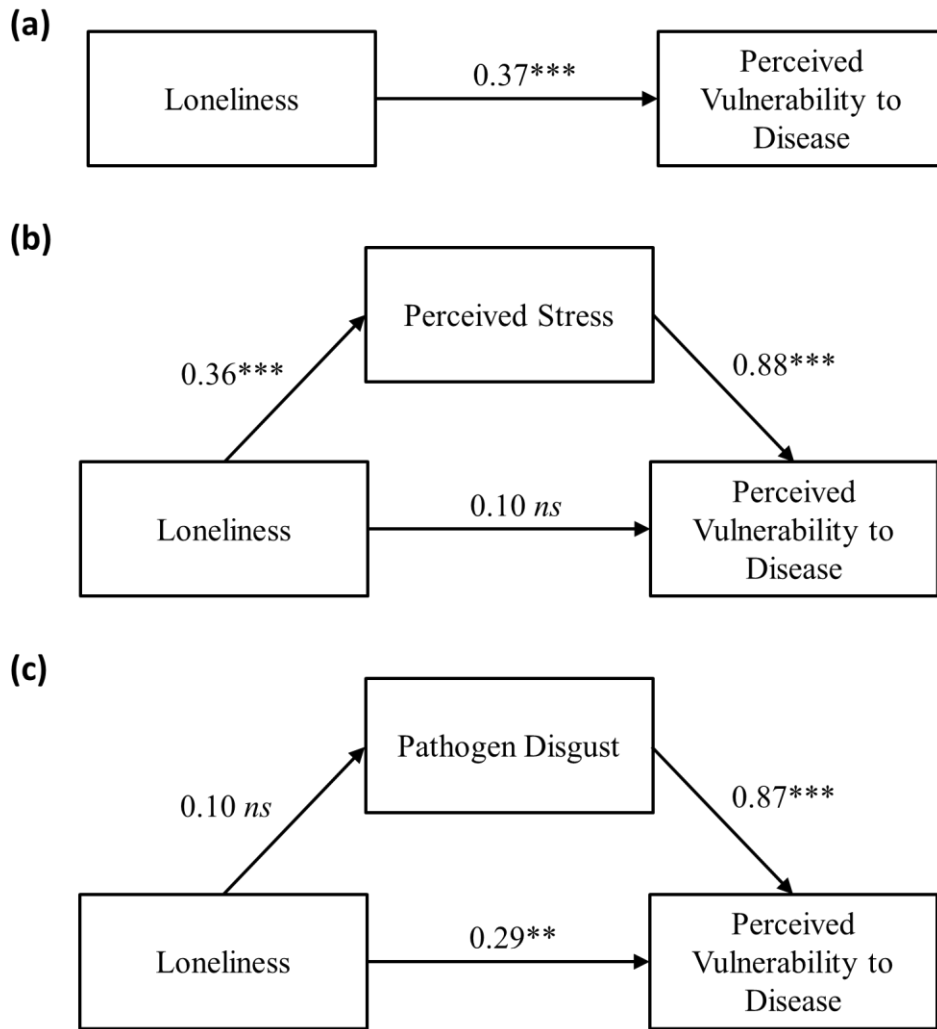 (a)
Loneliness
0.37***
Perceived
Vulnerability to
Disease
(b)
Perceived Stress
0.36***
0.88***
Loneliness
0.10 ns
Perceived
Vulnerability to
Disease
(c)
Pathogen Disgust
0.10 ns
0.87***
Loneliness
0.29**
Perceived
Vulnerability to
Disease